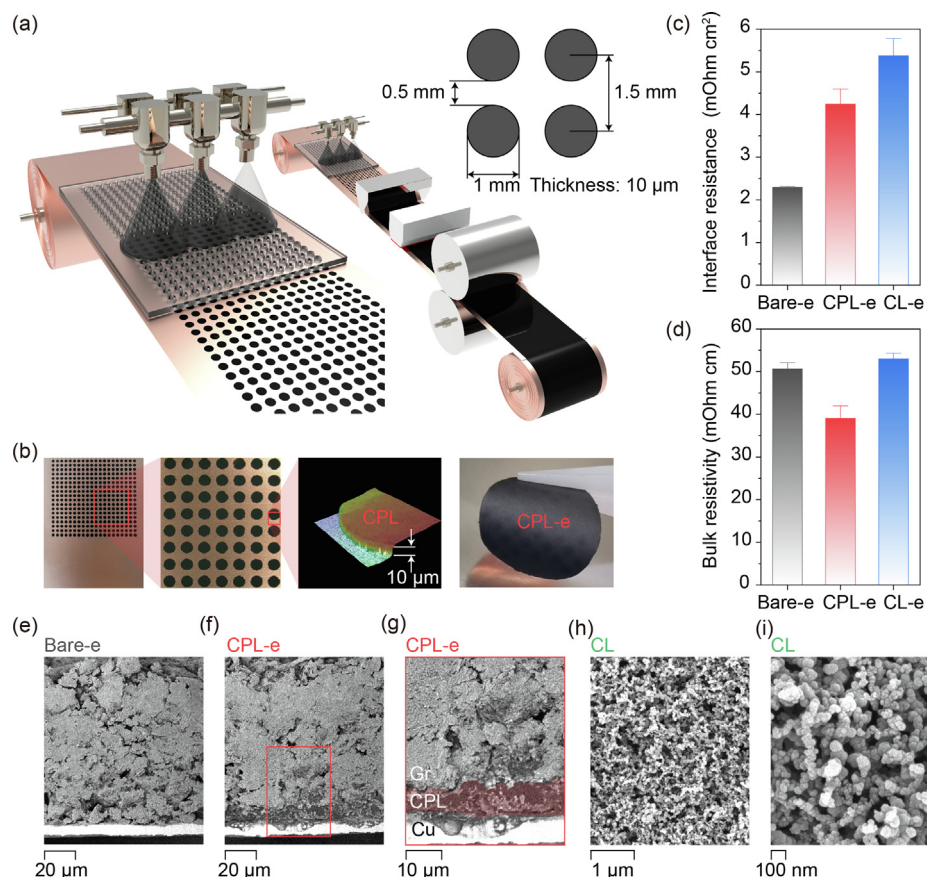 (a)
0.5 mm
1.5 mm
1 mm
Thickness: 10 μm
(b)
CPL
10 μm
CPL-e
(c)
Interface resistance (mOhm cm²)
6
5
4
3
2
1
0
Bare-e
CPL-e
CL-e
(d)
Bulk resistivity (mOhm cm)
60
50
40
30
20
10
0
Bare-e
CPL-e
CL-e
(e)
Bare-e
20 μm
(f)
CPL-e
20 μm
(g)
CPL-e
Gr
CPL
Cu
10 μm
(h)
CL
1 μm
(i)
CL
100 nm